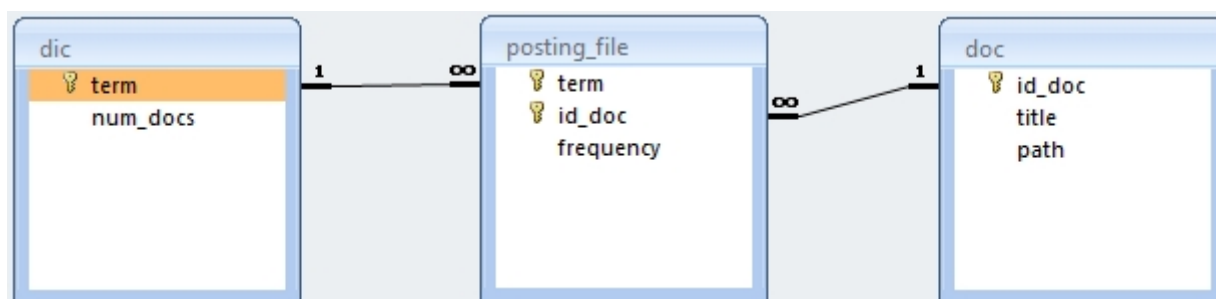 dic
term
num_docs
1
∞
posting_file
term
id_doc
frequency
∞
1
doc
id_doc
title
path